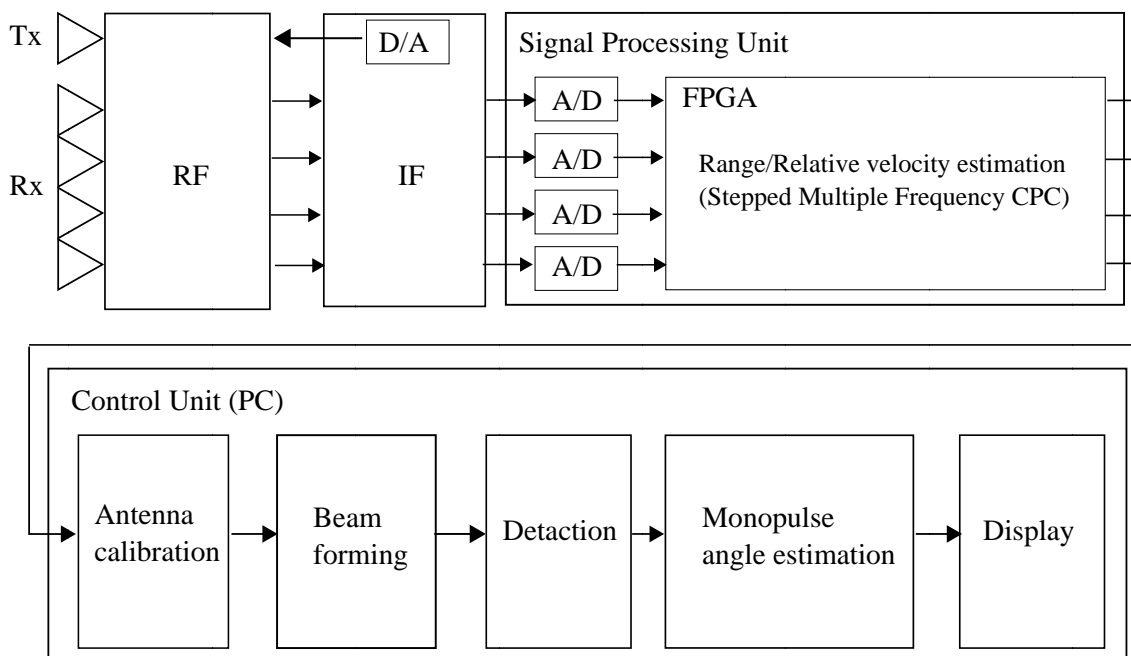 Tx
D/A
Signal Processing Unit
A/D
FPGA
A/D
Range/Relative velocity estimation
(Stepped Multiple Frequency CPC)
Rx
RF
IF
A/D
A/D
Control Unit (PC)
Antenna
calibration
Beam
forming
Detaction
Monopulse
angle estimation
Display